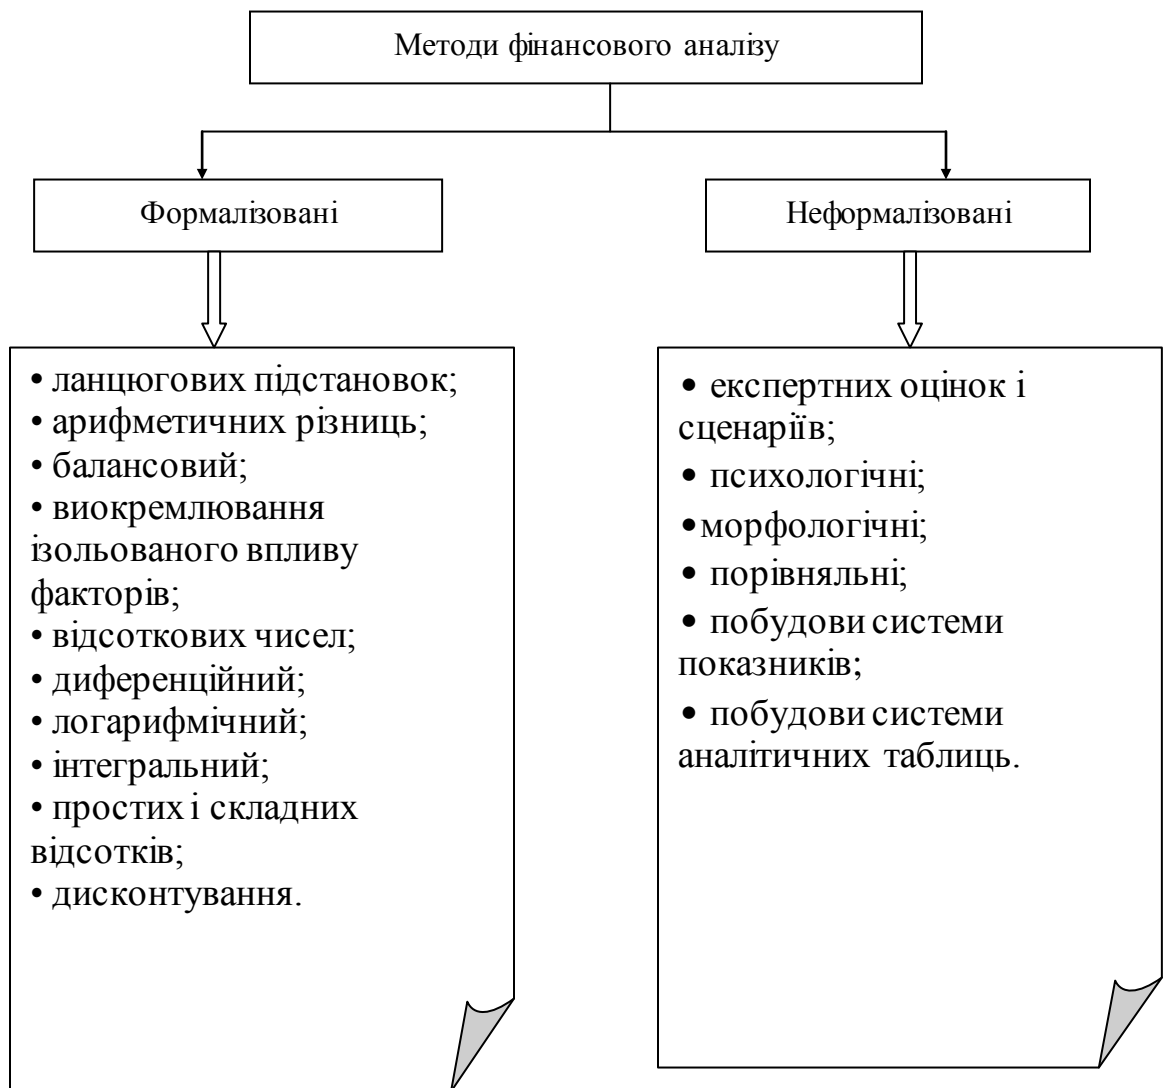 Методи фінансового аналізу
Формалізовані
Неформалізовані
• ланцюгових підстановок;
• арифметичних різниць;
• балансовий;
• виокремлювання
ізольованого впливу
факторів;
• відсоткових чисел;
• диференційний;
• логарифмічний;
• інтегральний;
• простих і складних
відсотків;
• дисконтування.
• експертних оцінок і
сценаріїв;
• психологічні;
•морфологічні;
• порівняльні;
• побудови системи
показників;
• побудови системи
аналітичних таблиць.